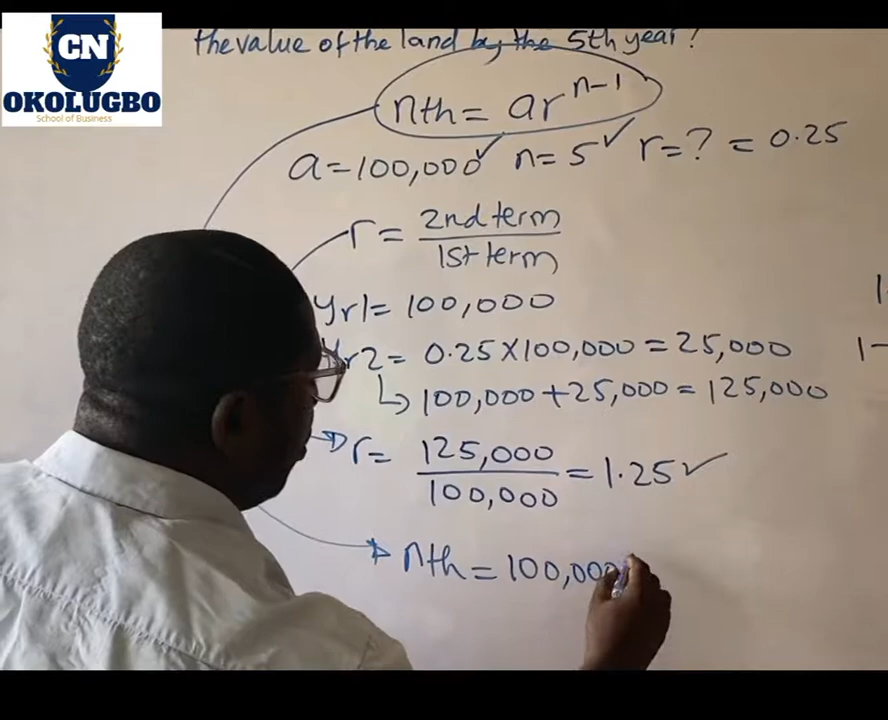 CN
OKOLUGBO
School of Business
the value of the land by the 5th year?
nth = ar^{n-1}
a=100,000✓ n=5✓ r=? = 0.25
r = 2nd term / 1st term
yr1= 100,000
yr2 = 0.25×100,000 = 25,000
↳ 100,000 + 25,000 = 125,000
r= 125,000 / 100,000 = 1.25✓
nth = 100,000